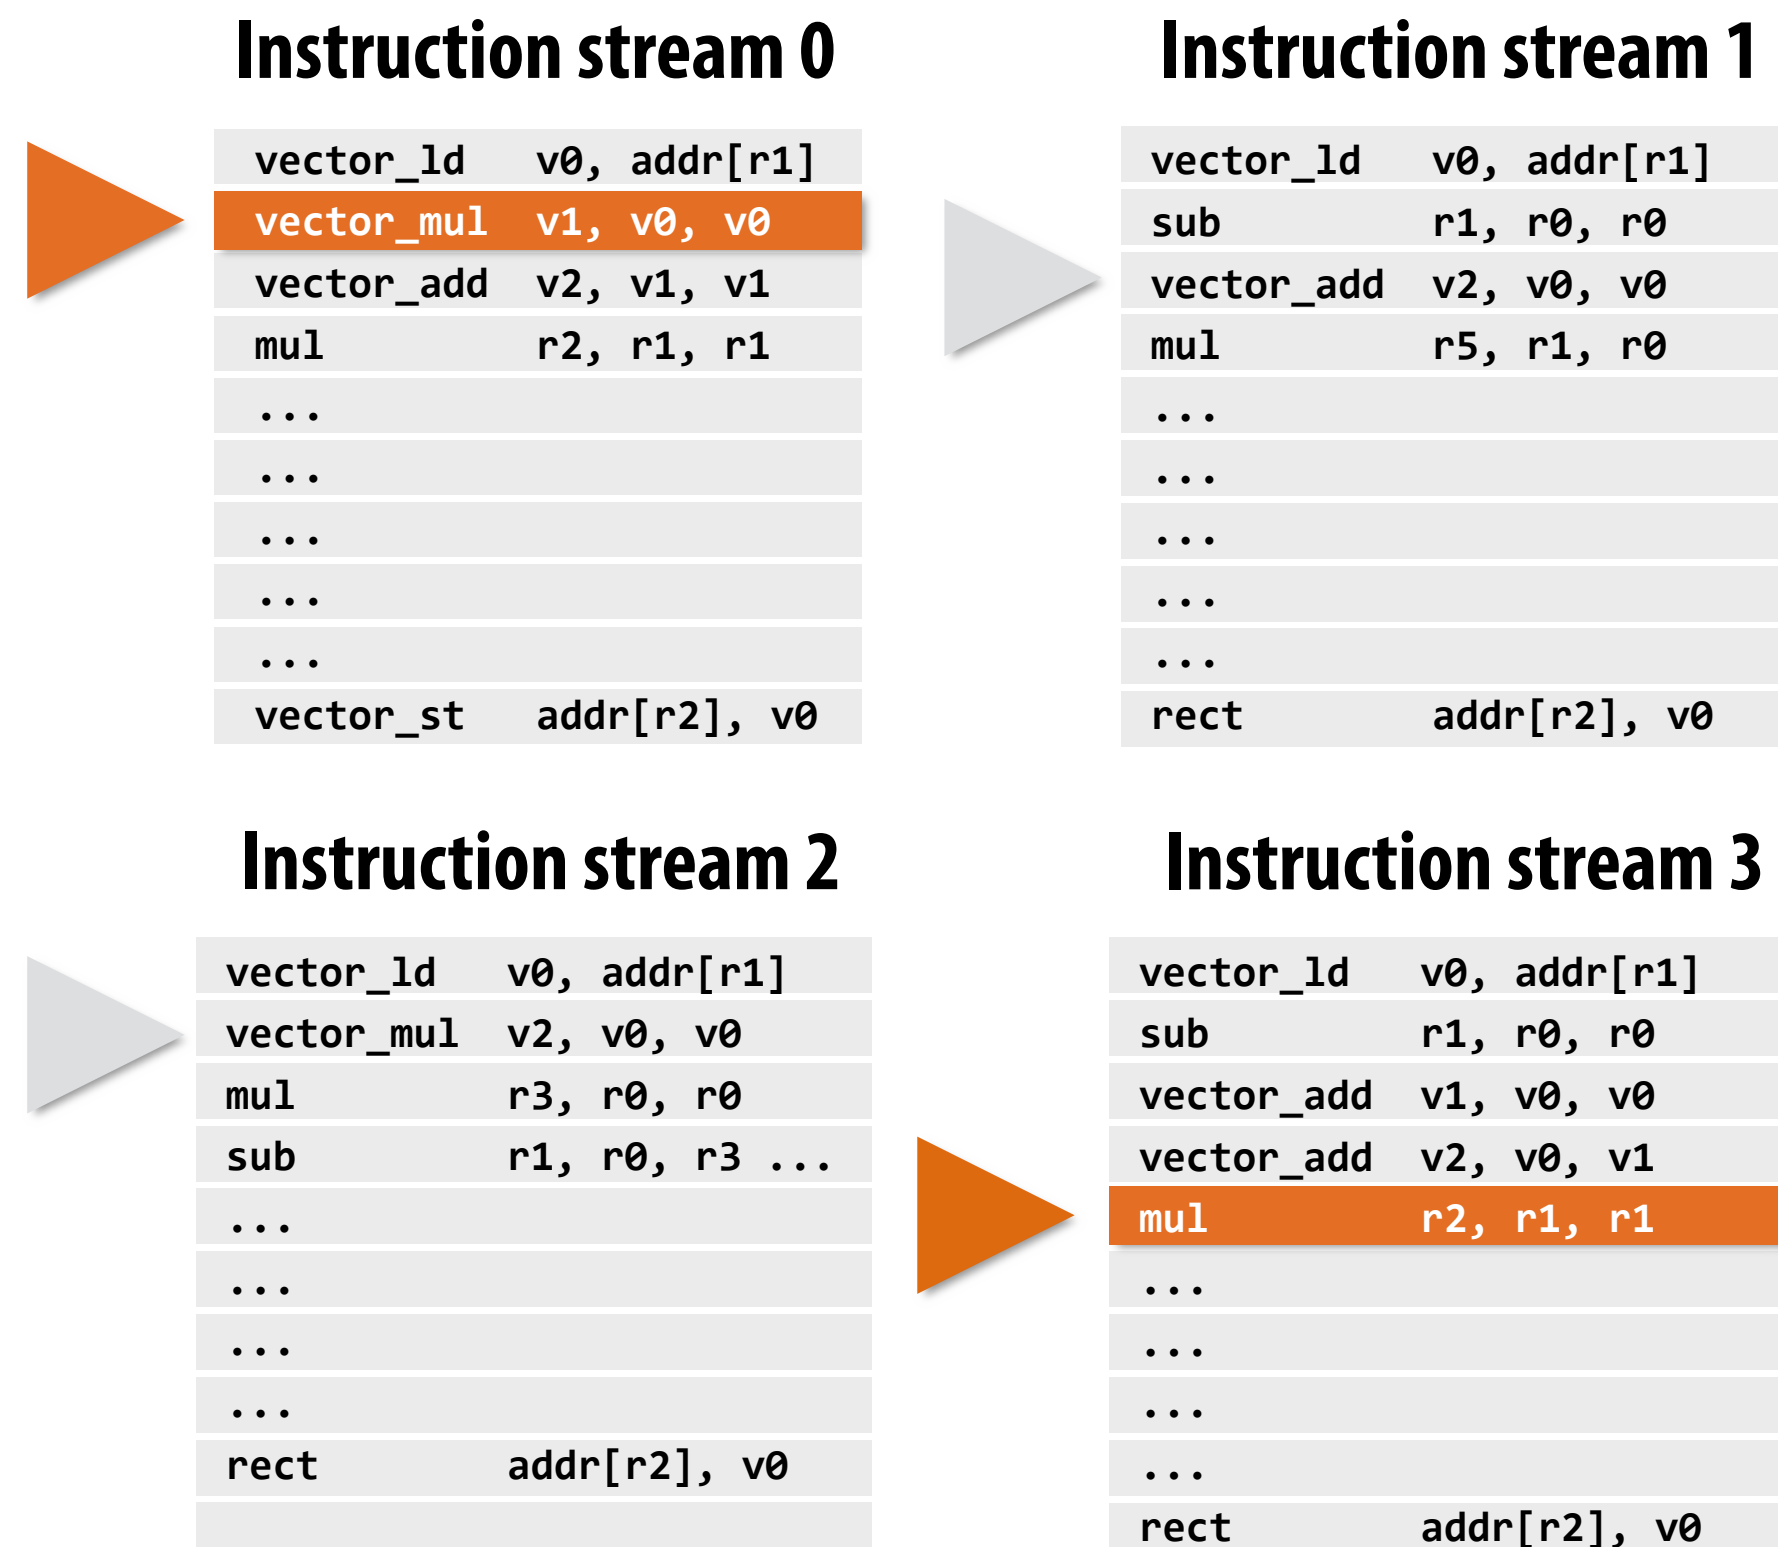 Instruction stream 0
vector_ld v0, addr[r1]
vector_mul v1, v0, v0
vector_add v2, v1, v1
mul r2, r1, r1
...
...
...
...
...
vector_st addr[r2], v0
Instruction stream 1
vector_ld v0, addr[r1]
sub r1, r0, r0
vector_add v2, v0, v0
mul r5, r1, r0
...
...
...
...
...
rect addr[r2], v0
Instruction stream 2
vector_ld v0, addr[r1]
vector_mul v2, v0, v0
mul r3, r0, r0
sub r1, r0, r3 ...
...
...
...
...
rect addr[r2], v0
Instruction stream 3
vector_ld v0, addr[r1]
sub r1, r0, r0
vector_add v1, v0, v0
vector_add v2, v0, v1
mul r2, r1, r1
...
...
...
...
rect addr[r2], v0